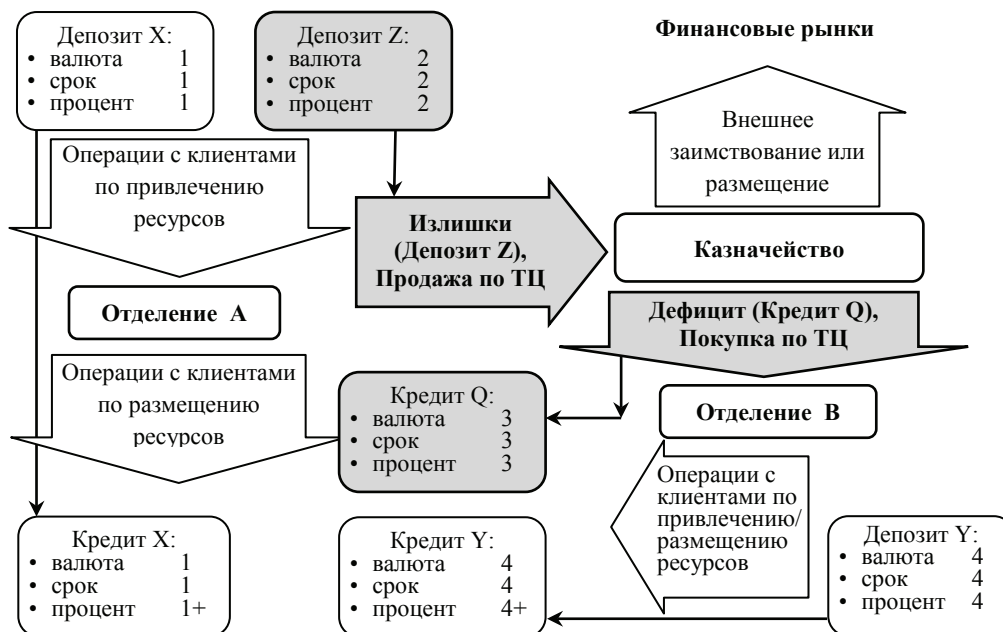 Депозит X:
• валюта 1
• срок 1
• процент 1
Депозит Z:
• валюта 2
• срок 2
• процент 2
Финансовые рынки
Операции с клиентами
по привлечению
ресурсов
Внешнее
заимствование или
размещение
Излишки
(Депозит Z),
Продажа по ТЦ
Казначейство
Отделение А
Дефицит (Кредит Q),
Покупка по ТЦ
Операции с клиентами
по размещению
ресурсов
Кредит Q:
• валюта 3
• срок 3
• процент 3
Отделение В
Операции с
клиентами по
привлечению/
размещению
ресурсов
Кредит X:
• валюта 1
• срок 1
• процент 1+
Кредит Y:
• валюта 4
• срок 4
• процент 4+
Депозит Y:
• валюта 4
• срок 4
• процент 4